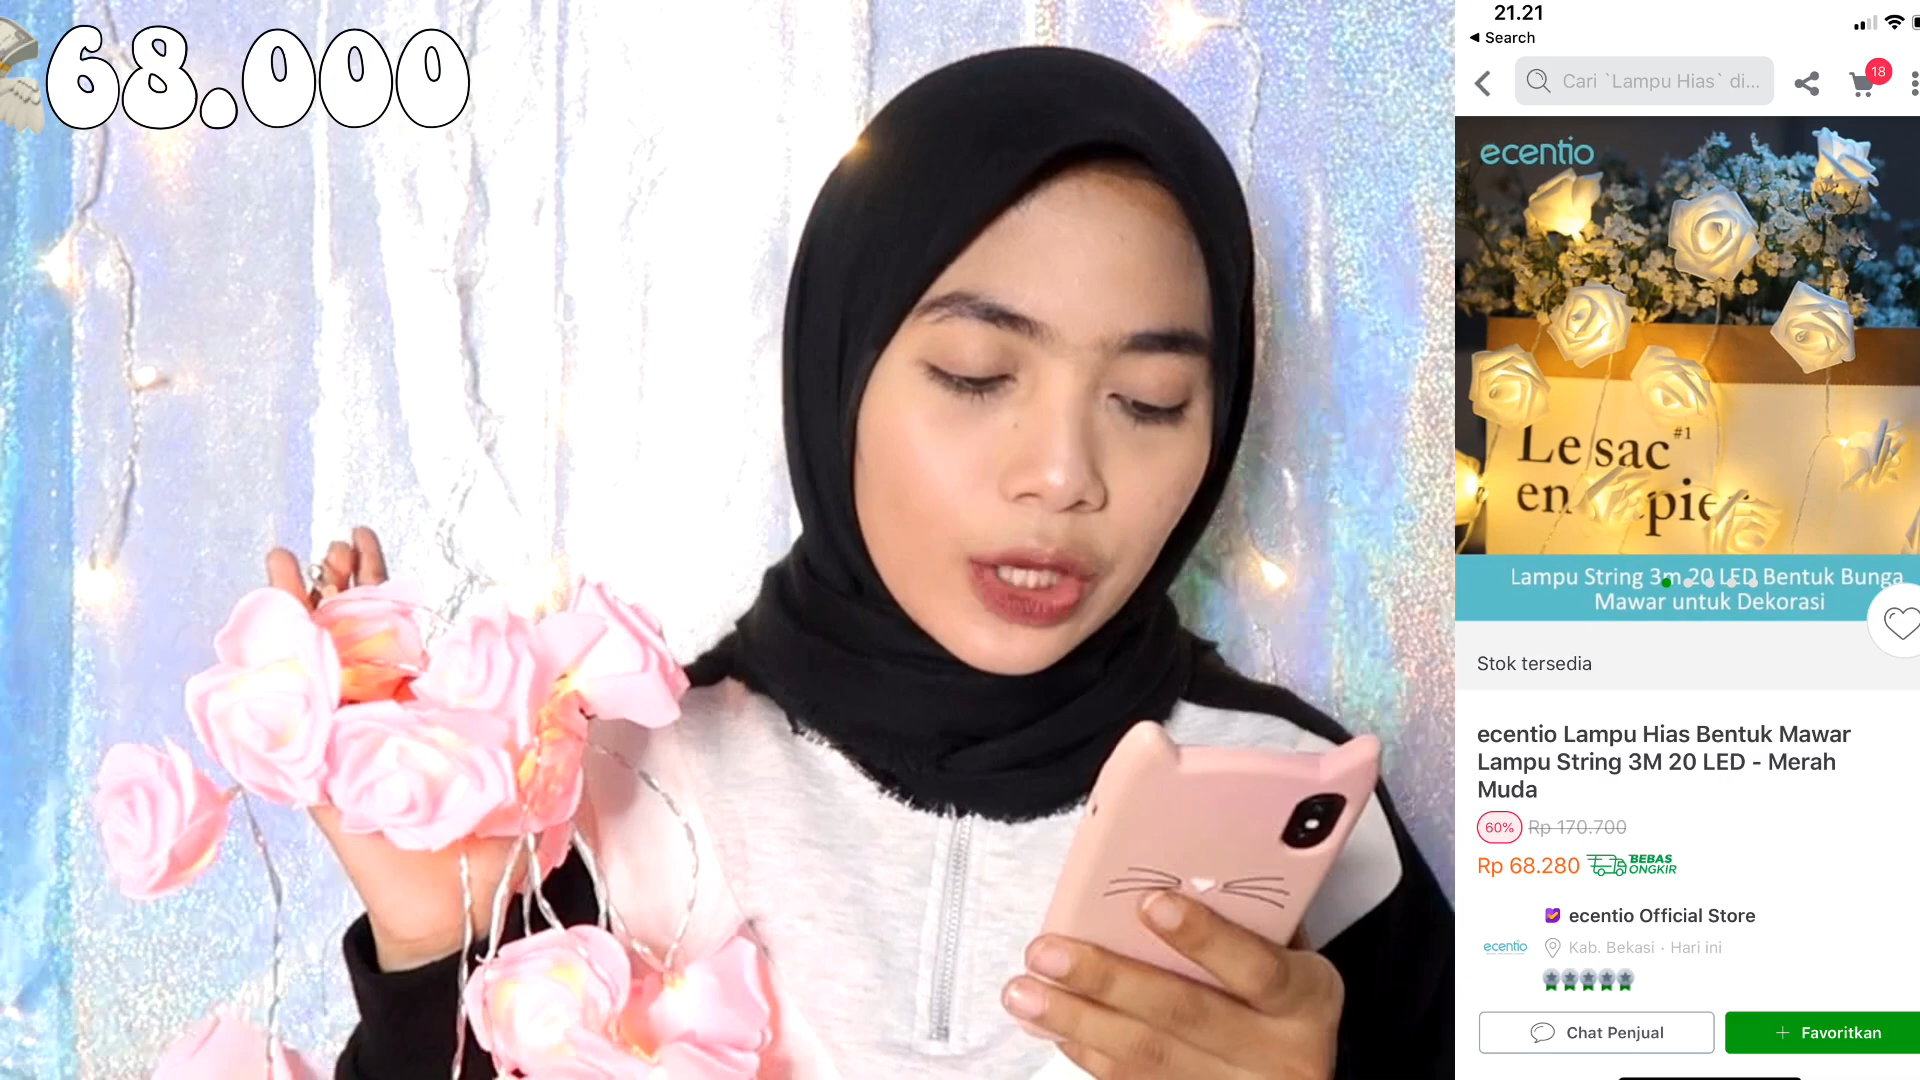 68.000
21.21
Search
Cari `Lampu Hias` di...
18
ecentio
Le sac #1
en
Lampu String 3m 20 LED Bentuk Bunga
Mawar untuk Dekorasi
Stok tersedia
ecentio Lampu Hias Bentuk Mawar
Lampu String 3M 20 LED - Merah
Muda
60% Rp 170.700
Rp 68.280 BEBAS ONGKIR
ecentio Official Store
ecentio
Kab. Bekasi · Hari ini
Chat Penjual
+ Favoritkan